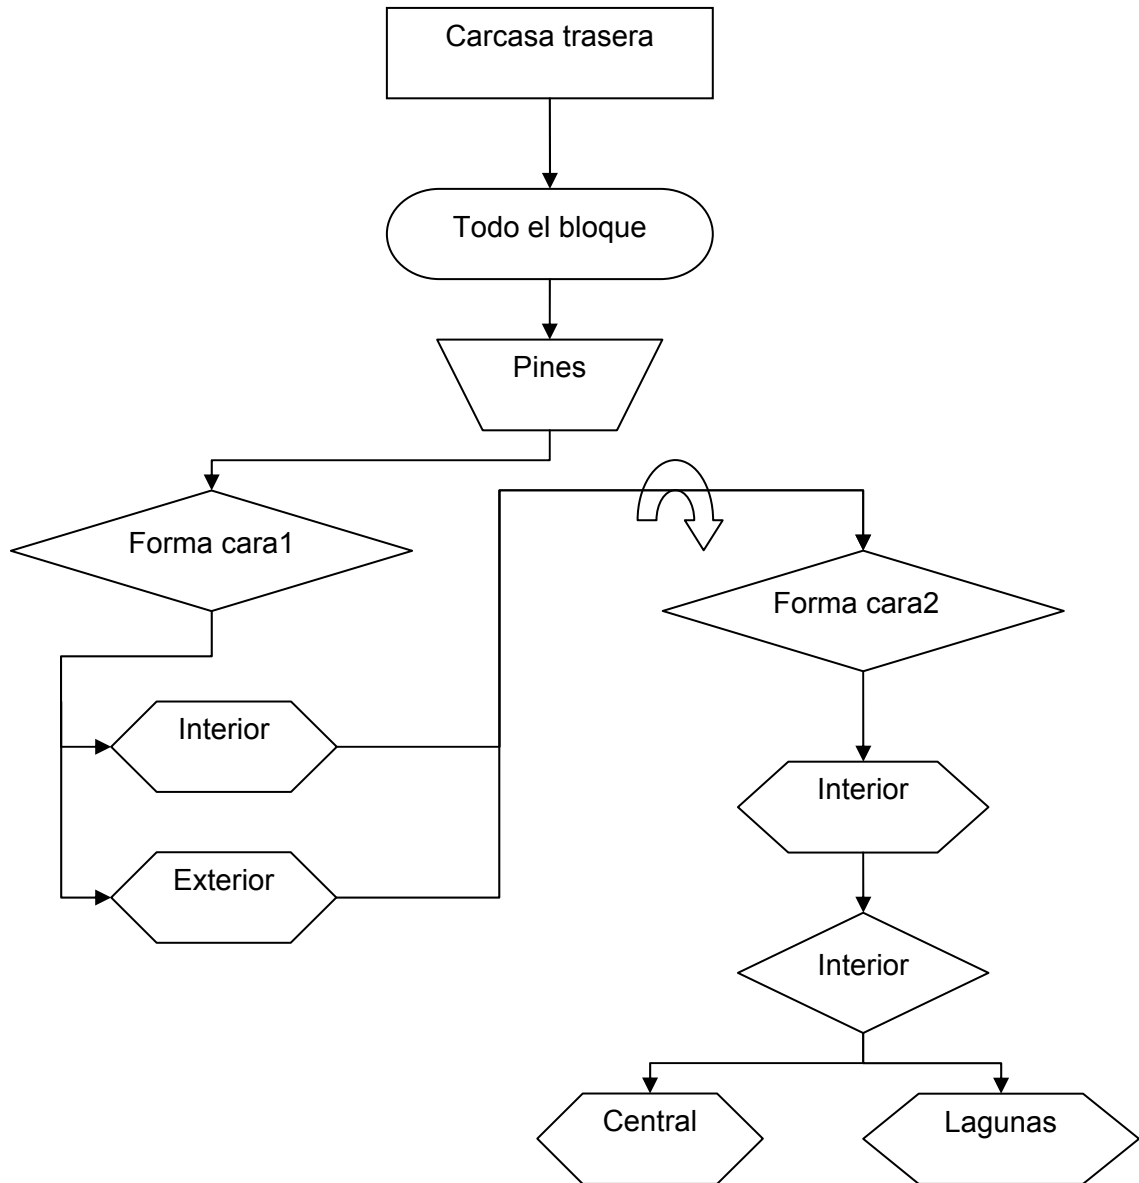 Carcasa trasera
Todo el bloque
Pines
Forma cara1
Forma cara2
Interior
Interior
Exterior
Interior
Central
Lagunas